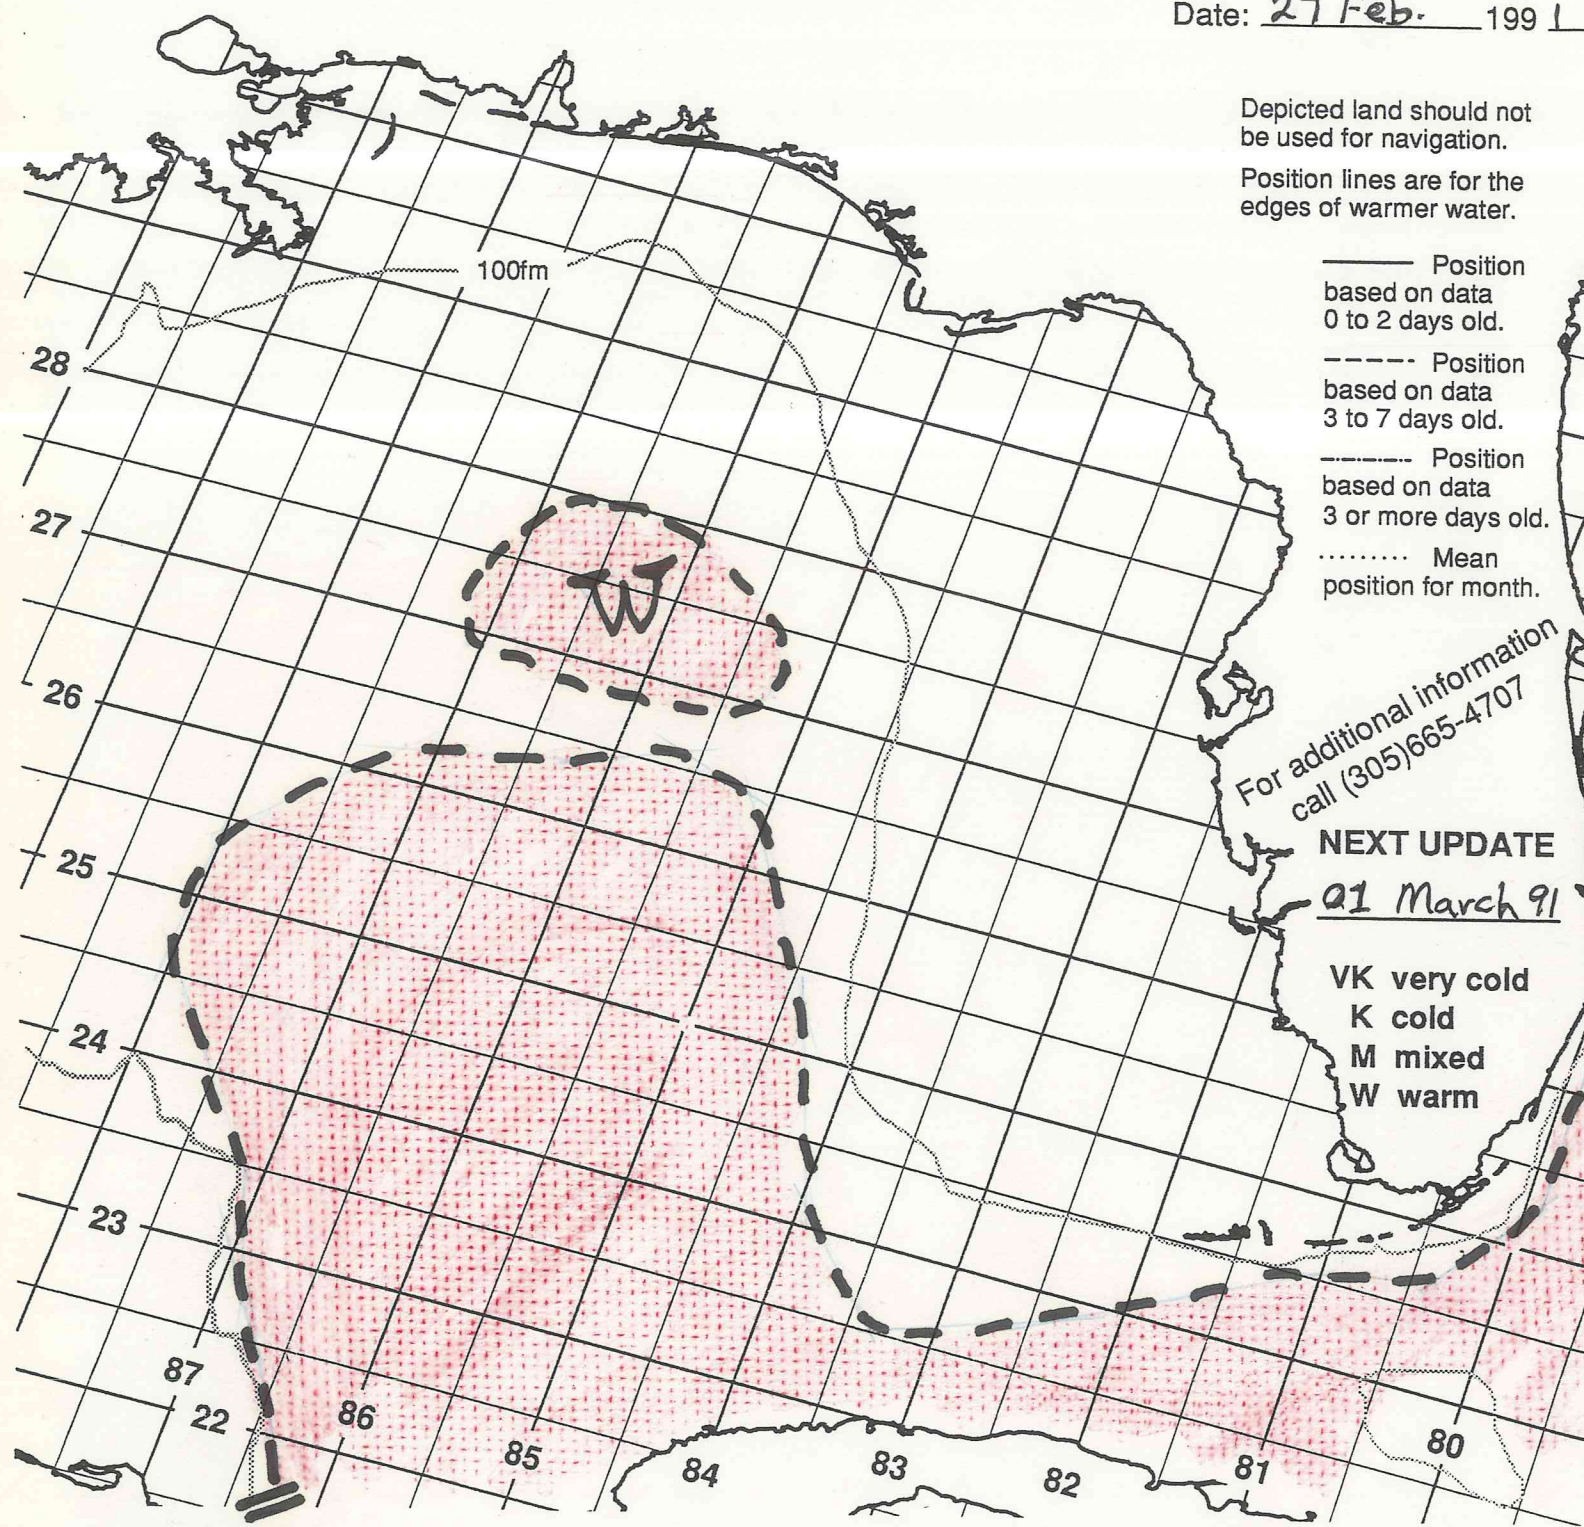 Date: 27 Feb. 1991
Depicted land should not
be used for navigation.
Position lines are for the
edges of warmer water.
Position
based on data
0 to 2 days old.
Position
based on data
3 to 7 days old.
Position
based on data
3 or more days old.
Mean
position for month.
For additional information
call (305)665-4707
NEXT UPDATE
01 March 91
VK very cold
K cold
M mixed
W warm
100fm
28
27
W
26
25
24
23
87
22
86
85
84
83
82
81
80